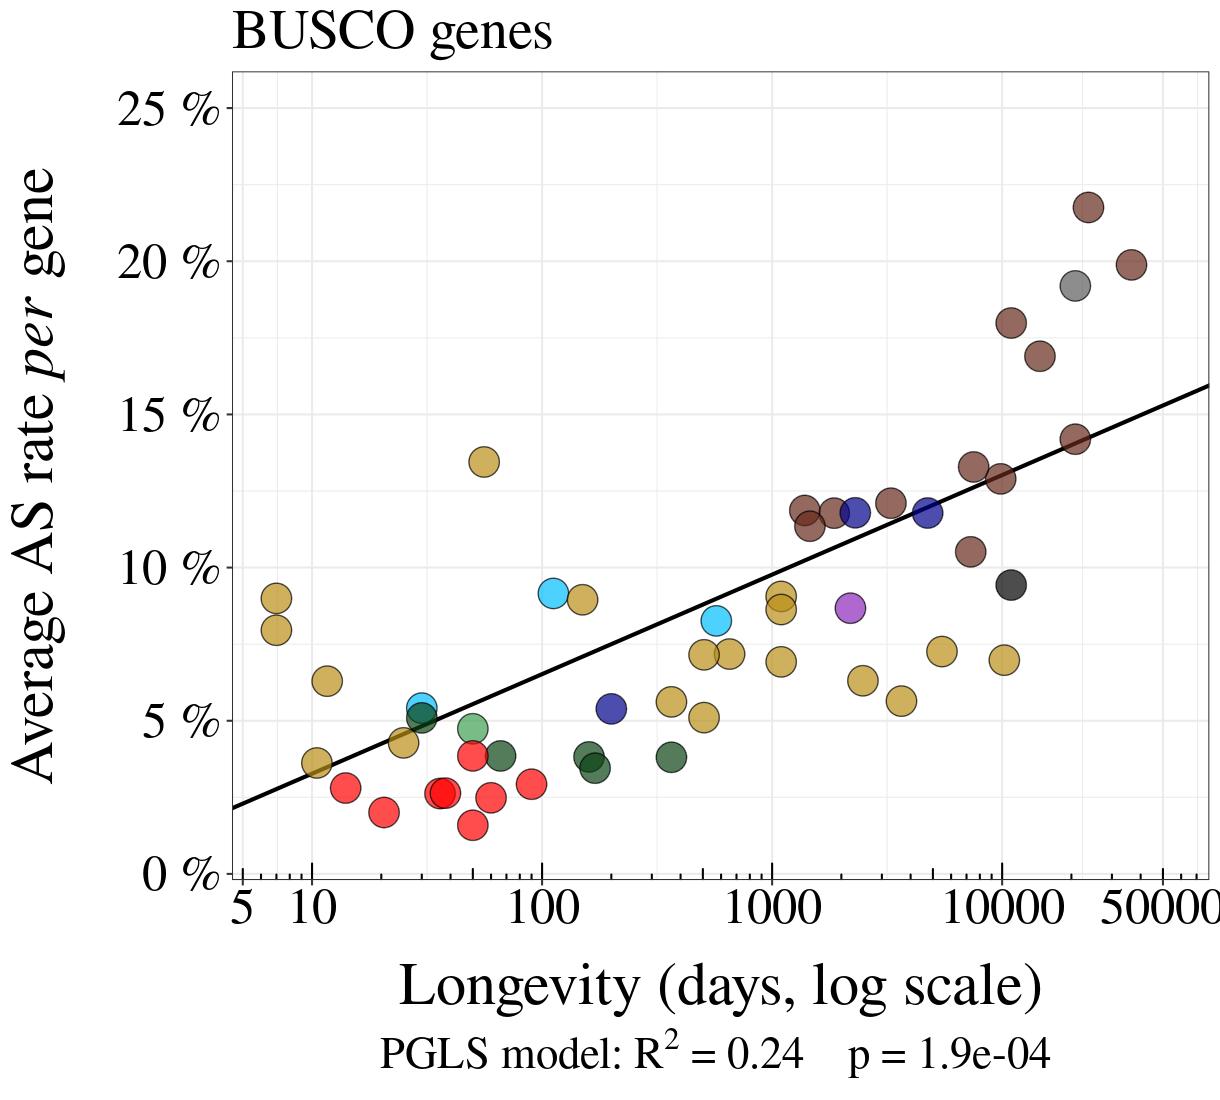 BUSCO genes
Average AS rate per gene
25 %
20 %
15 %
10 %
5 %
0 %
5 10 100 1000 10000 50000
Longevity (days, log scale)
PGLS model: R² = 0.24 p = 1.9e-04